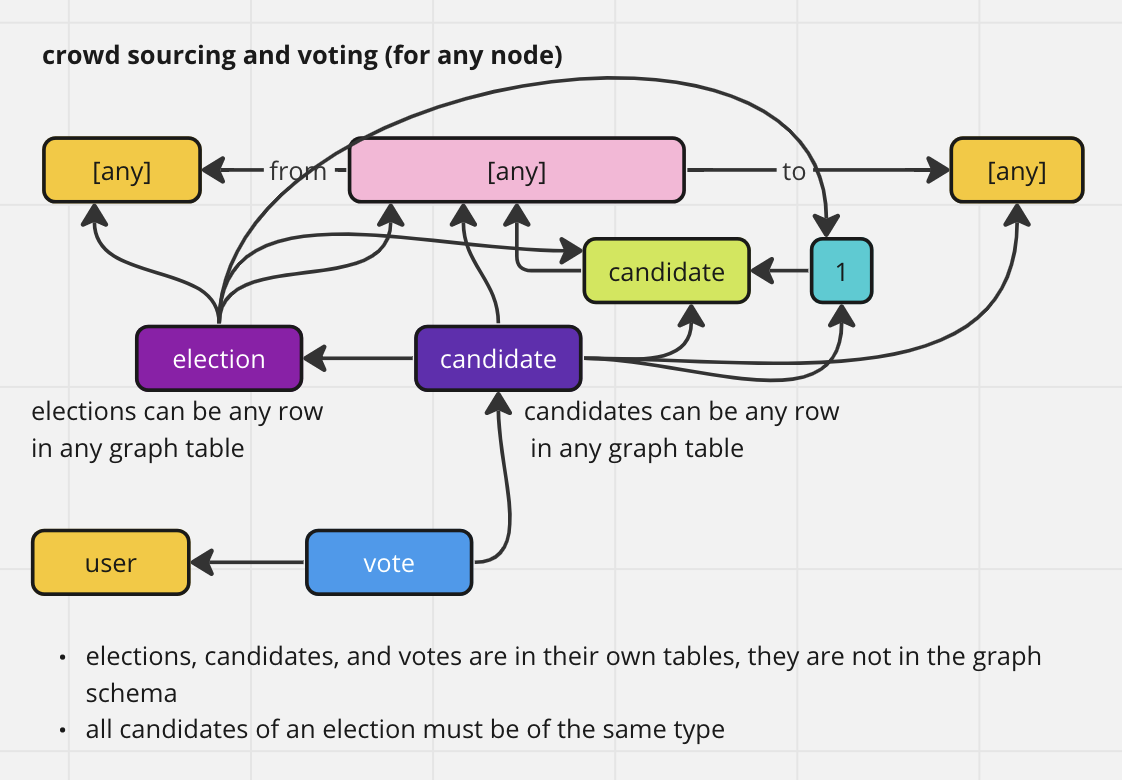 crowd sourcing and voting (for any node)
[any]
from
[any]
to
[any]
candidate
1
election
candidate
elections can be any row
in any graph table
candidates can be any row
in any graph table
user
vote
• elections, candidates, and votes are in their own tables, they are not in the graph
schema
• all candidates of an election must be of the same type